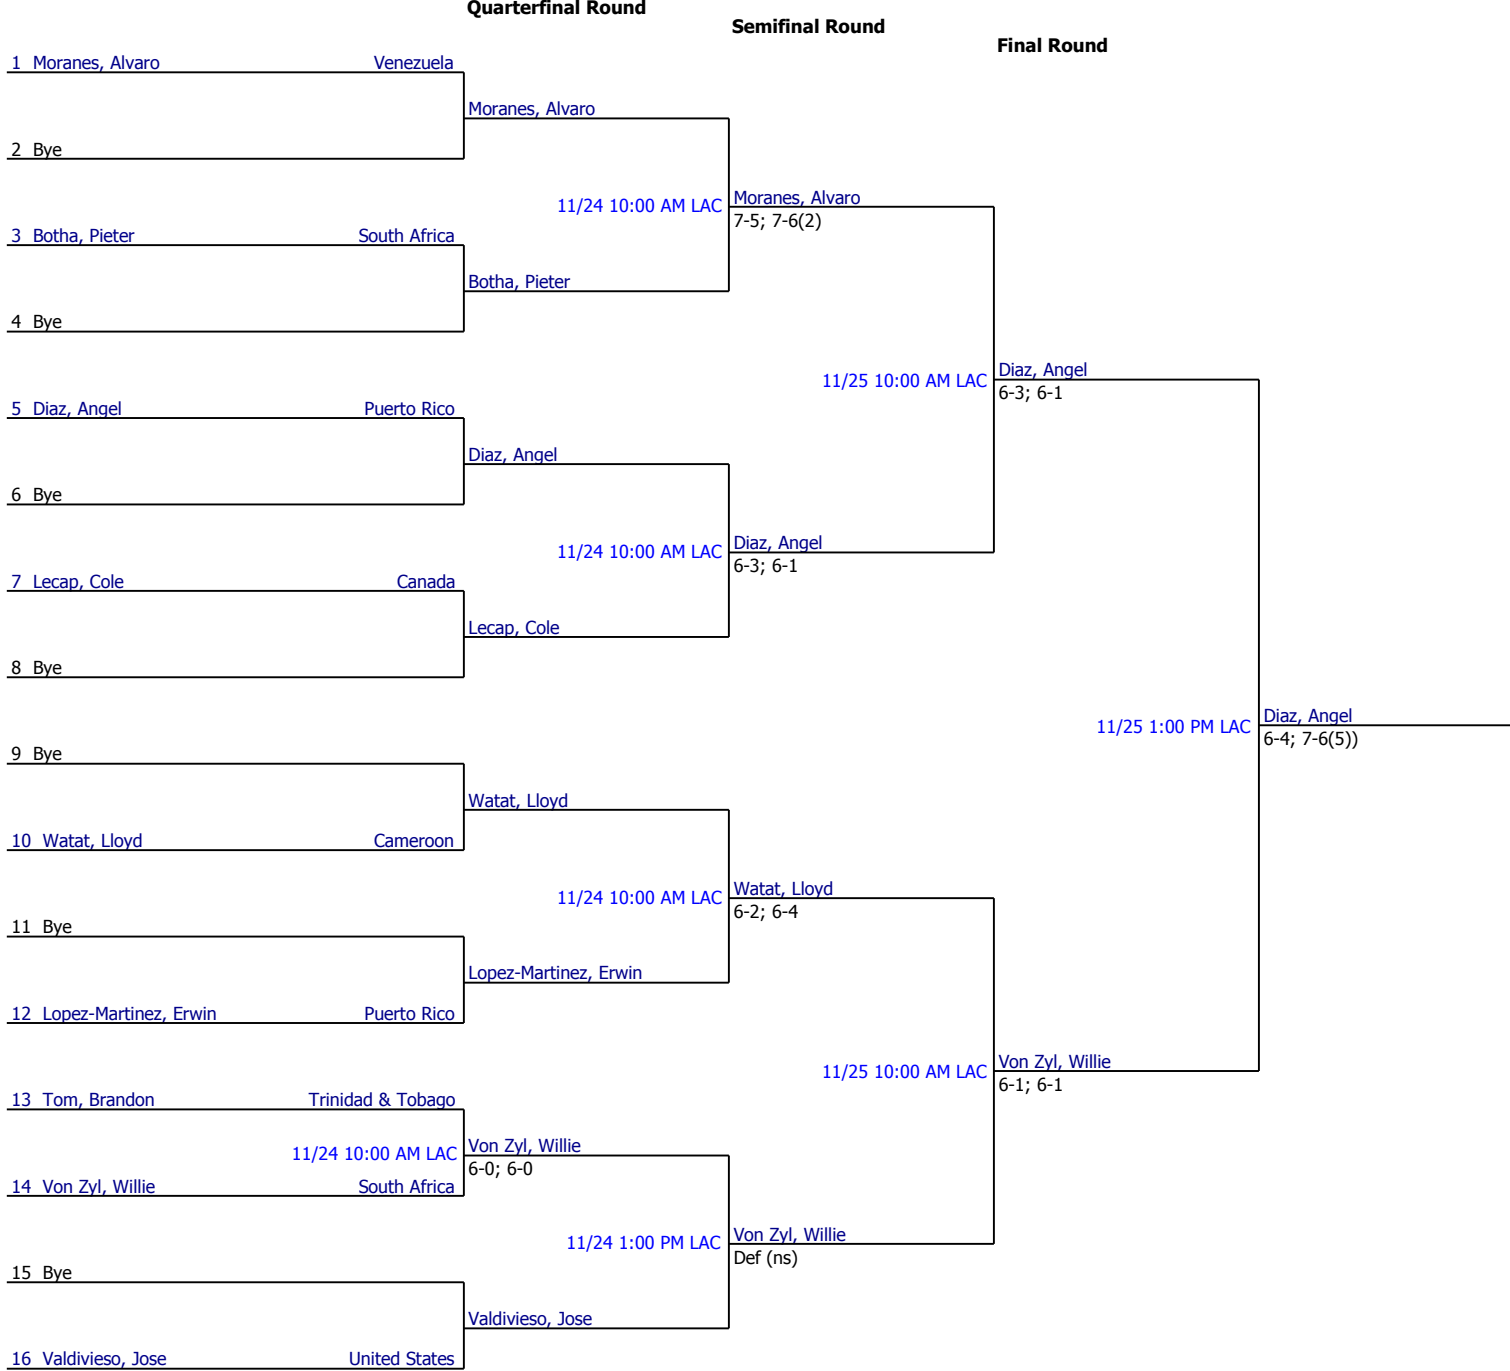 Quarterfinal Round
Semifinal Round
Final Round
1 Moranes, Alvaro Venezuela
Moranes, Alvaro
2 Bye
11/24 10:00 AM LAC Moranes, Alvaro
7-5; 7-6(2)
3 Botha, Pieter South Africa
Botha, Pieter
4 Bye
11/25 10:00 AM LAC Diaz, Angel
6-3; 6-1
5 Diaz, Angel Puerto Rico
Diaz, Angel
6 Bye
11/24 10:00 AM LAC Diaz, Angel
6-3; 6-1
7 Lecap, Cole Canada
Lecap, Cole
8 Bye
11/25 1:00 PM LAC Diaz, Angel
6-4; 7-6(5))
9 Bye
Watat, Lloyd
10 Watat, Lloyd Cameroon
11/24 10:00 AM LAC Watat, Lloyd
6-2; 6-4
11 Bye
Lopez-Martinez, Erwin
12 Lopez-Martinez, Erwin Puerto Rico
11/25 10:00 AM LAC Von Zyl, Willie
6-1; 6-1
13 Tom, Brandon Trinidad & Tobago
11/24 10:00 AM LAC Von Zyl, Willie
6-0; 6-0
14 Von Zyl, Willie South Africa
11/24 1:00 PM LAC Von Zyl, Willie
Def (ns)
15 Bye
Valdivieso, Jose
16 Valdivieso, Jose United States